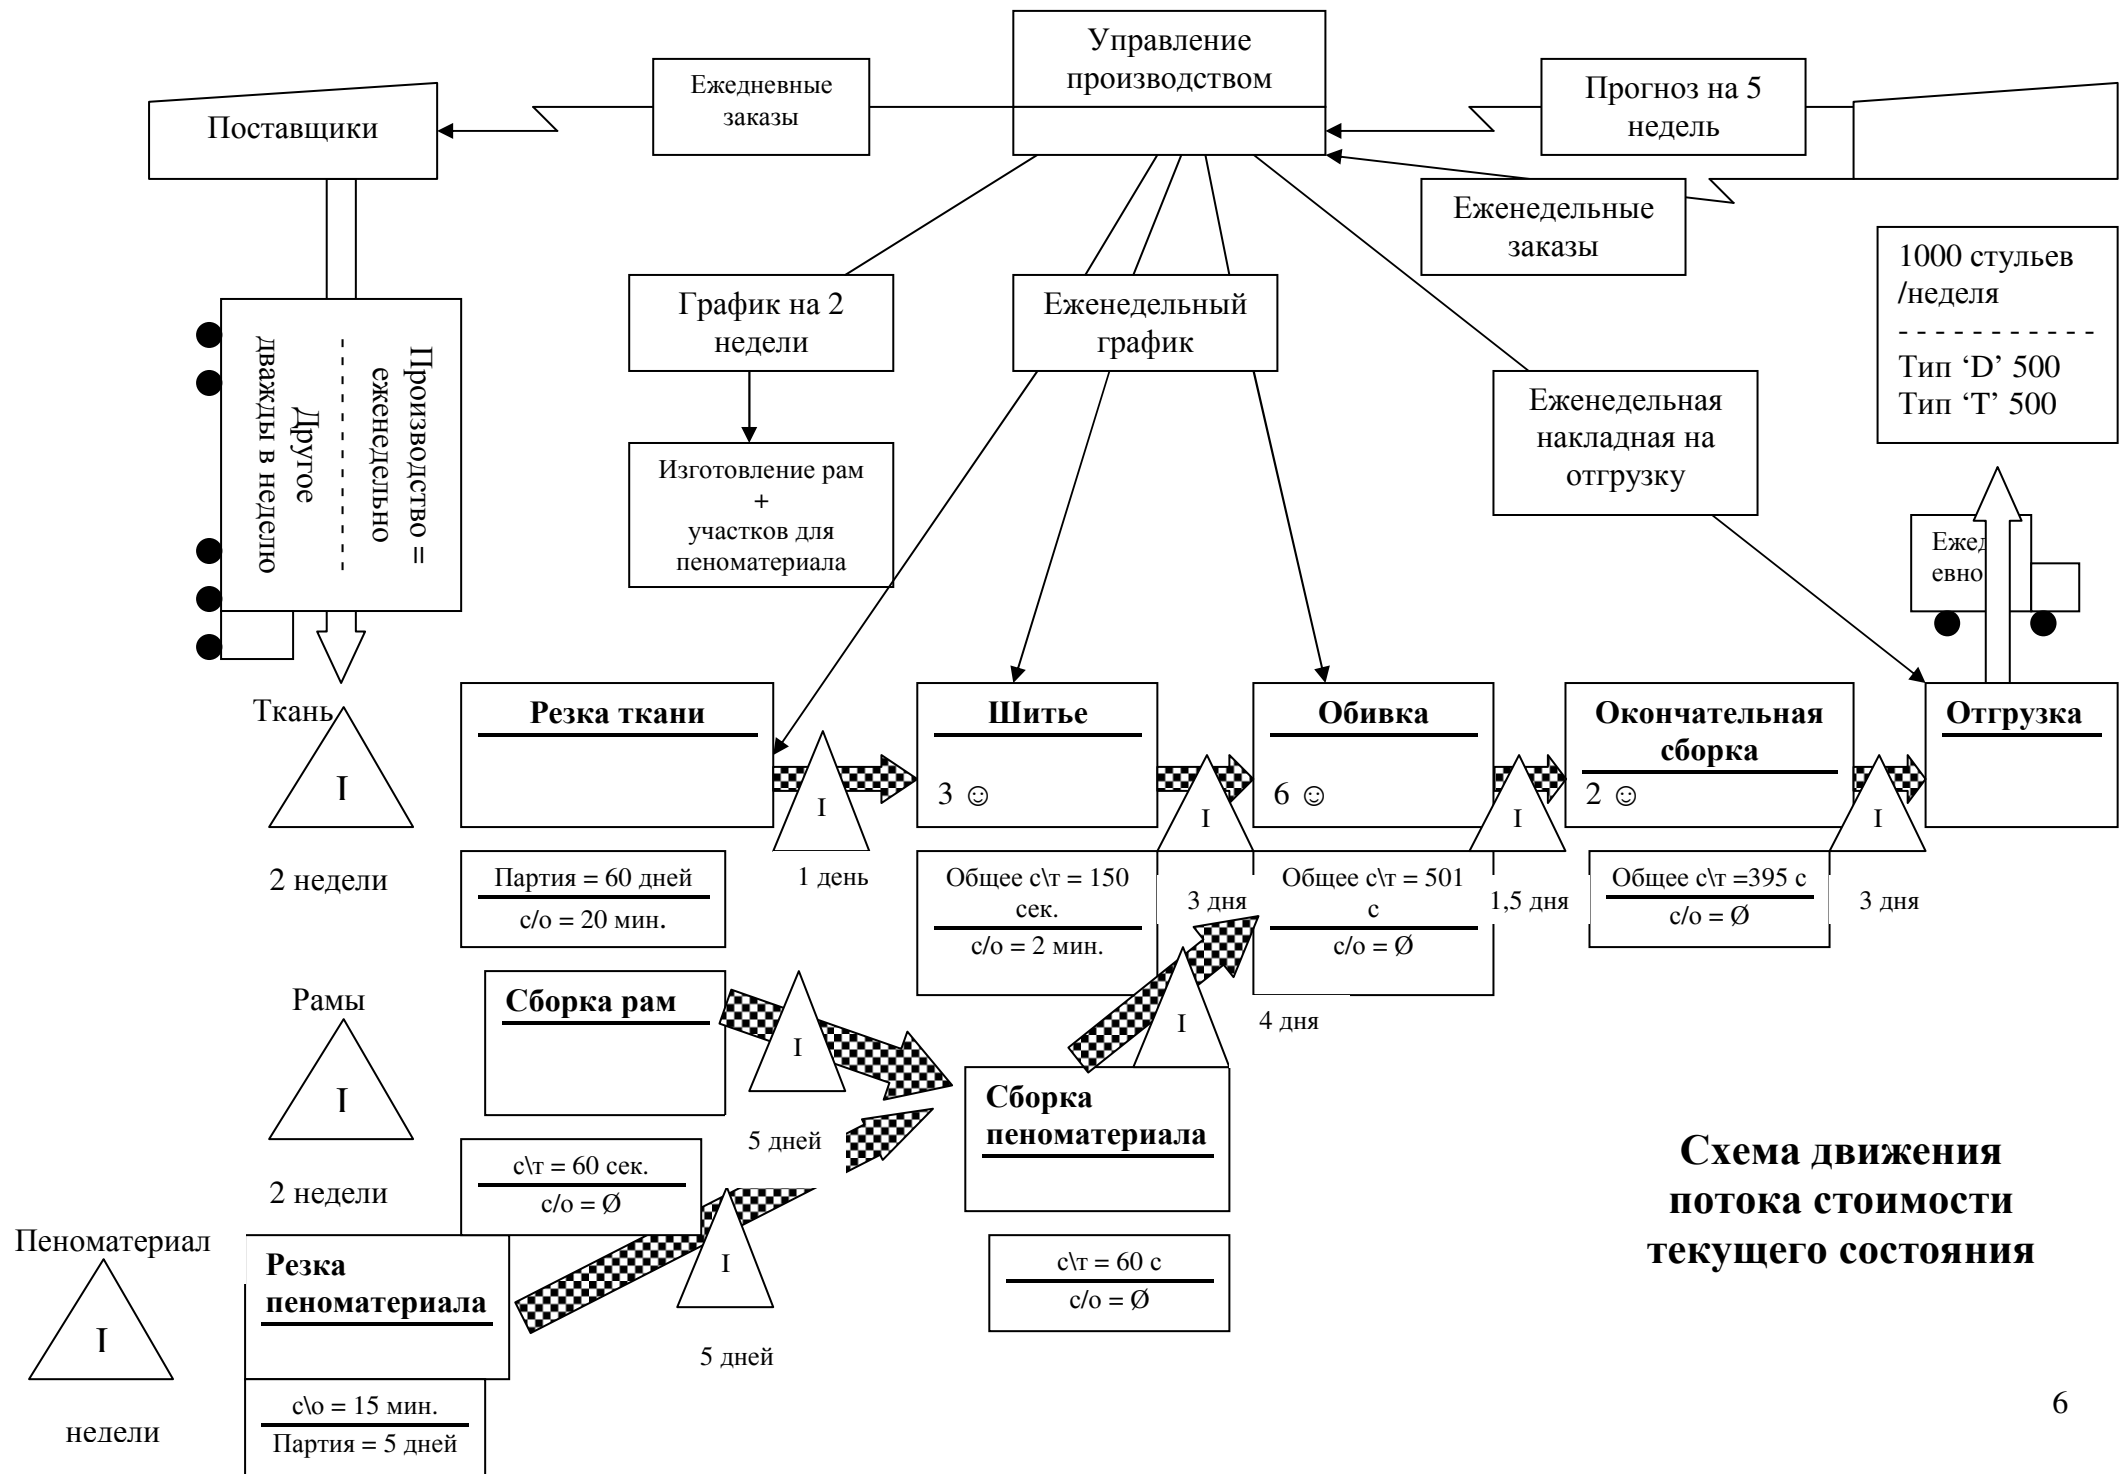 Управление
производством
Ежедневные
заказы
Прогноз на 5
недель
Поставщики
Еженедельные
заказы
1000 стульев
/неделя
- - - - - - - - - - -
Тип ‘D’ 500
Тип ‘T’ 500
График на 2
недели
Еженедельный
график
Производство =
еженедельно
Другое
дважды в неделю
Еженедельная
накладная на
отгрузку
Изготовление рам
+
участков для
пеноматериала
Ежед
евно
Ткань
I
2 недели
Резка ткани
Партия = 60 дней
с/о = 20 мин.
I
1 день
Шитье
3 ☺
Общее с\т = 150
сек.
с/о = 2 мин.
I
3 дня
Обивка
6 ☺
Общее с\т = 501
с
с/о = Ø
I
1,5 дня
Окончательная
сборка
2 ☺
Общее с\т =395 с
с/о = Ø
I
3 дня
Отгрузка
Рамы
I
2 недели
Сборка рам
с\т = 60 сек.
с/о = Ø
I
5 дней
I
4 дня
Сборка
пеноматериала
с\т = 60 с
с/о = Ø
Пеноматериал
I
недели
Резка
пеноматериала
с\о = 15 мин.
Партия = 5 дней
I
5 дней
Схема движения
потока стоимости
текущего состояния
6